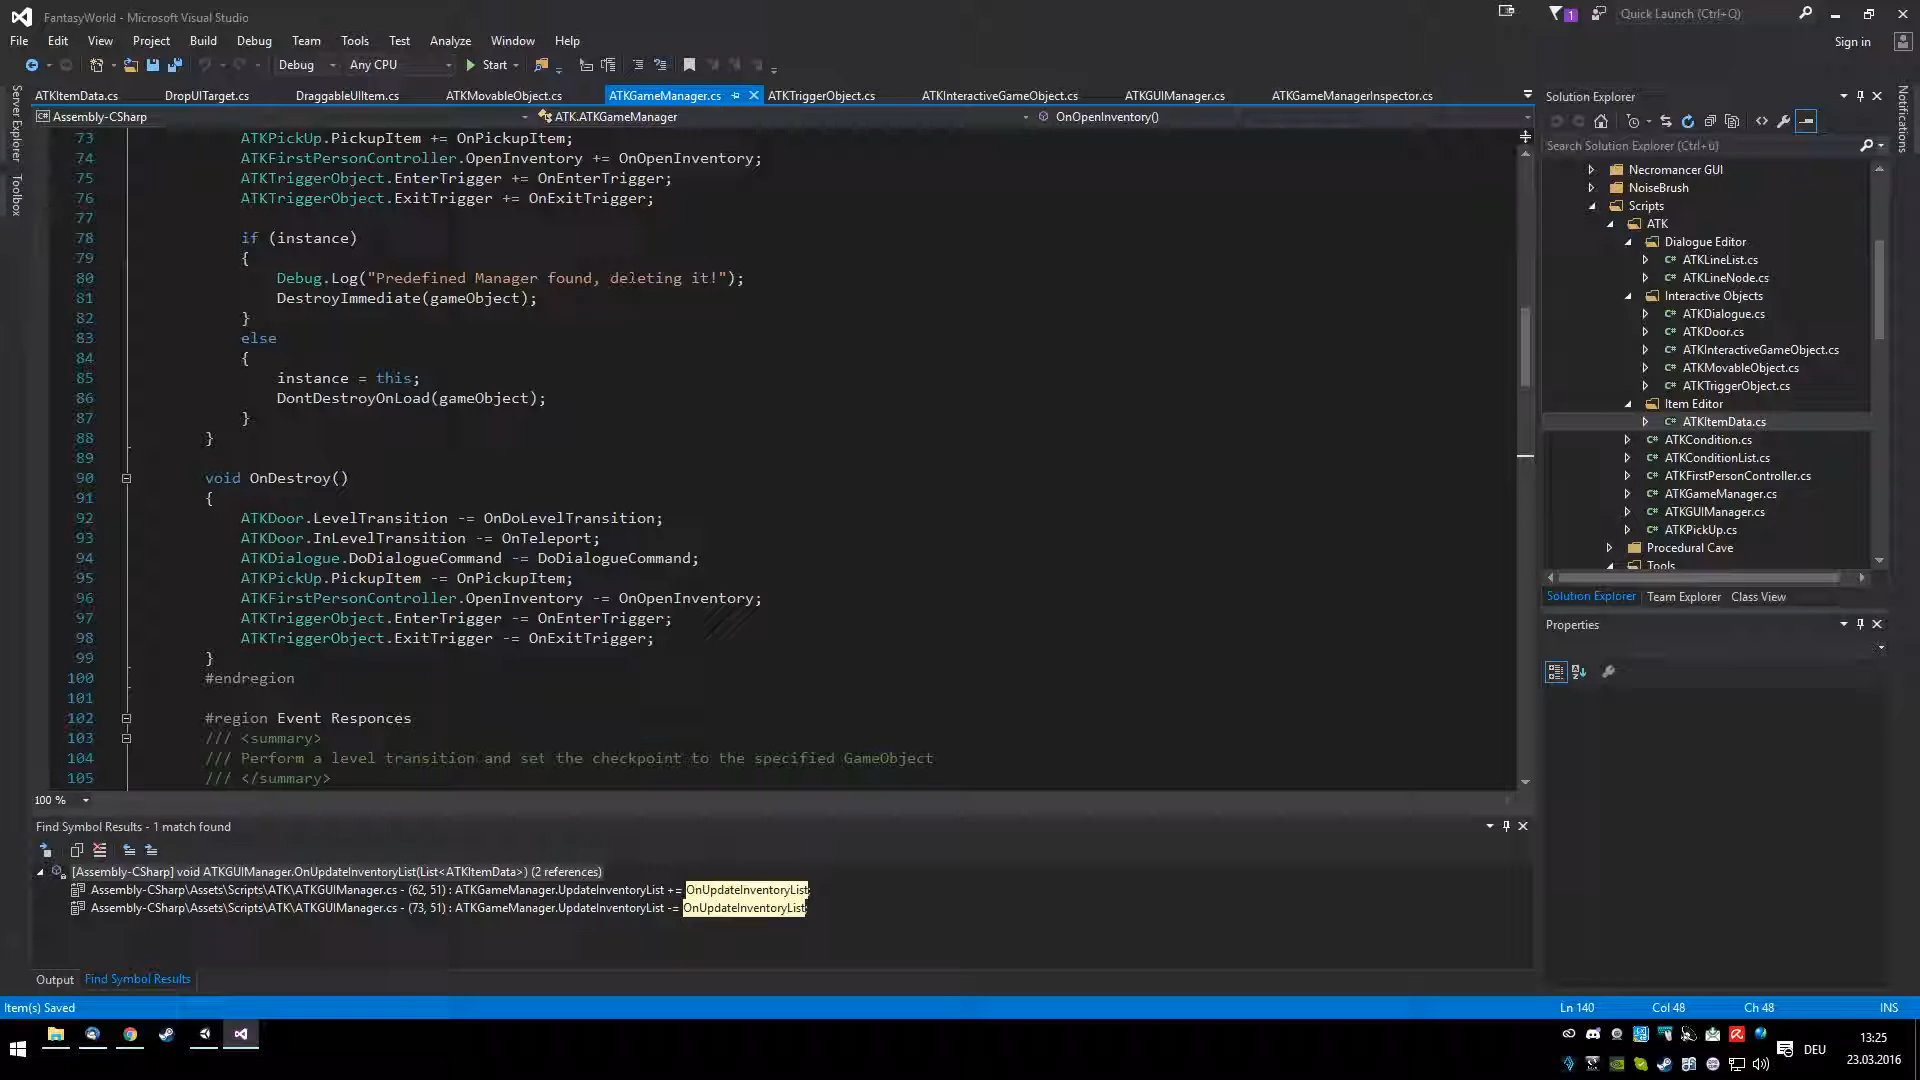 FantasyWorld - Microsoft Visual Studio
1
Quick Launch (Ctrl+Q)
File Edit View Project Build Debug Team Tools Test Analyze Window Help
Sign in
Debug Any CPU Start
Server Explorer
Toolbox
Notifications
ATKItemData.cs DropUITarget.cs DraggableUIItem.cs ATKMovableObject.cs ATKGameManager.cs ATKTriggerObject.cs ATKInteractiveGameObject.cs ATKGUIManager.cs ATKGameManagerInspector.cs
Assembly-CSharp ATK.ATKGameManager OnOpenInventory()
73 ATKPickUp.PickupItem += OnPickupItem;
74 ATKFirstPersonController.OpenInventory += OnOpenInventory;
75 ATKTriggerObject.EnterTrigger += OnEnterTrigger;
76 ATKTriggerObject.ExitTrigger += OnExitTrigger;
77
78 if (instance)
79 {
80 Debug.Log("Predefined Manager found, deleting it!");
81 DestroyImmediate(gameObject);
82 }
83 else
84 {
85 instance = this;
86 DontDestroyOnLoad(gameObject);
87 }
88 }
89
90 void OnDestroy()
91 {
92 ATKDoor.LevelTransition -= OnDoLevelTransition;
93 ATKDoor.InLevelTransition -= OnTeleport;
94 ATKDialogue.DoDialogueCommand -= DoDialogueCommand;
95 ATKPickUp.PickupItem -= OnPickupItem;
96 ATKFirstPersonController.OpenInventory -= OnOpenInventory;
97 ATKTriggerObject.EnterTrigger -= OnEnterTrigger;
98 ATKTriggerObject.ExitTrigger -= OnExitTrigger;
99 }
100 #endregion
101
102 #region Event Responces
103 /// <summary>
104 /// Perform a level transition and set the checkpoint to the specified GameObject
105 /// </summary>
100 %
Find Symbol Results - 1 match found
[Assembly-CSharp] void ATKGUIManager.OnUpdateInventoryList(List<ATKItemData>) (2 references)
Assembly-CSharp\Assets\Scripts\ATK\ATKGUIManager.cs - (62, 51) : ATKGameManager.UpdateInventoryList += OnUpdateInventoryList;
Assembly-CSharp\Assets\Scripts\ATK\ATKGUIManager.cs - (73, 51) : ATKGameManager.UpdateInventoryList -= OnUpdateInventoryList;
Output Find Symbol Results
Solution Explorer
Search Solution Explorer (Ctrl+ü)
Necromancer GUI
NoiseBrush
Scripts
ATK
Dialogue Editor
ATKLineList.cs
ATKLineNode.cs
Interactive Objects
ATKDialogue.cs
ATKDoor.cs
ATKInteractiveGameObject.cs
ATKMovableObject.cs
ATKTriggerObject.cs
Item Editor
ATKItemData.cs
ATKCondition.cs
ATKConditionList.cs
ATKFirstPersonController.cs
ATKGameManager.cs
ATKGUIManager.cs
ATKPickUp.cs
Procedural Cave
Tools
Solution Explorer Team Explorer Class View
Properties
Item(s) Saved Ln 140 Col 48 Ch 48 INS
DEU
13:25
23.03.2016